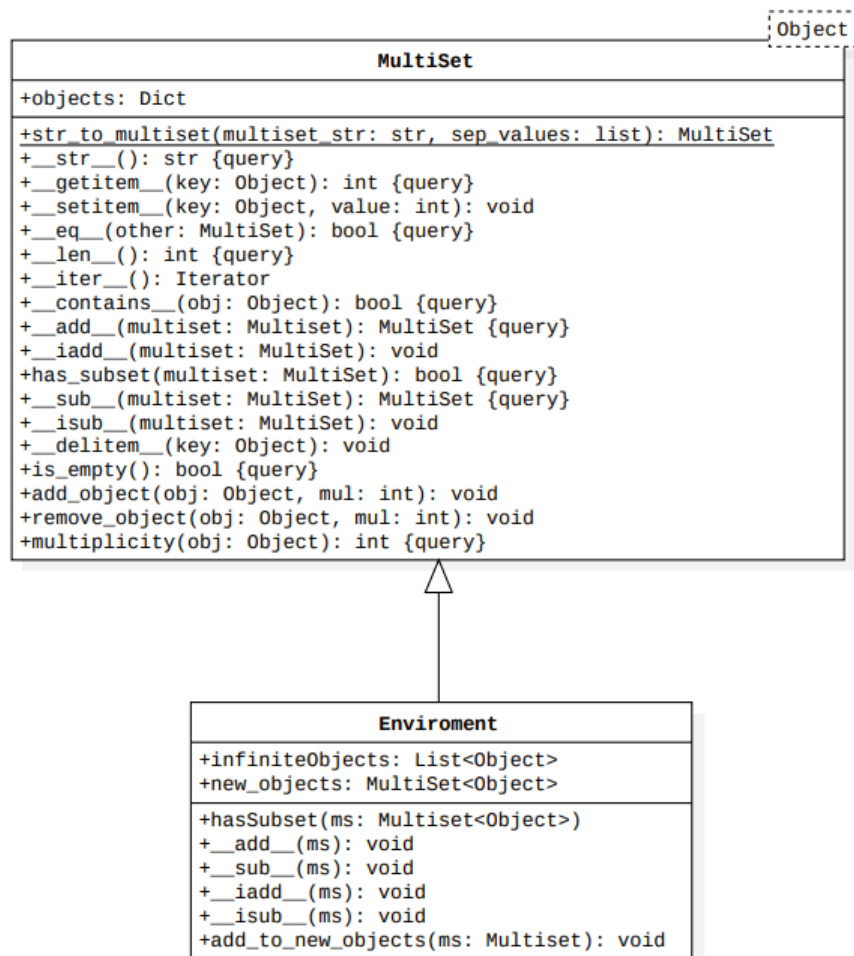 Object
MultiSet
+objects: Dict
+str_to_multiset(multiset_str: str, sep_values: list): MultiSet
+__str__(): str {query}
+__getitem__(key: Object): int {query}
+__setitem__(key: Object, value: int): void
+__eq__(other: MultiSet): bool {query}
+__len__(): int {query}
+__iter__(): Iterator
+__contains__(obj: Object): bool {query}
+__add__(multiset: Multiset): MultiSet {query}
+__iadd__(multiset: MultiSet): void
+has_subset(multiset: MultiSet): bool {query}
+__sub__(multiset: MultiSet): MultiSet {query}
+__isub__(multiset: MultiSet): void
+__delitem__(key: Object): void
+is_empty(): bool {query}
+add_object(obj: Object, mul: int): void
+remove_object(obj: Object, mul: int): void
+multiplicity(obj: Object): int {query}
Enviroment
+infiniteObjects: List<Object>
+new_objects: MultiSet<Object>
+hasSubset(ms: Multiset<Object>)
+__add__(ms): void
+__sub__(ms): void
+__iadd__(ms): void
+__isub__(ms): void
+add_to_new_objects(ms: Multiset): void